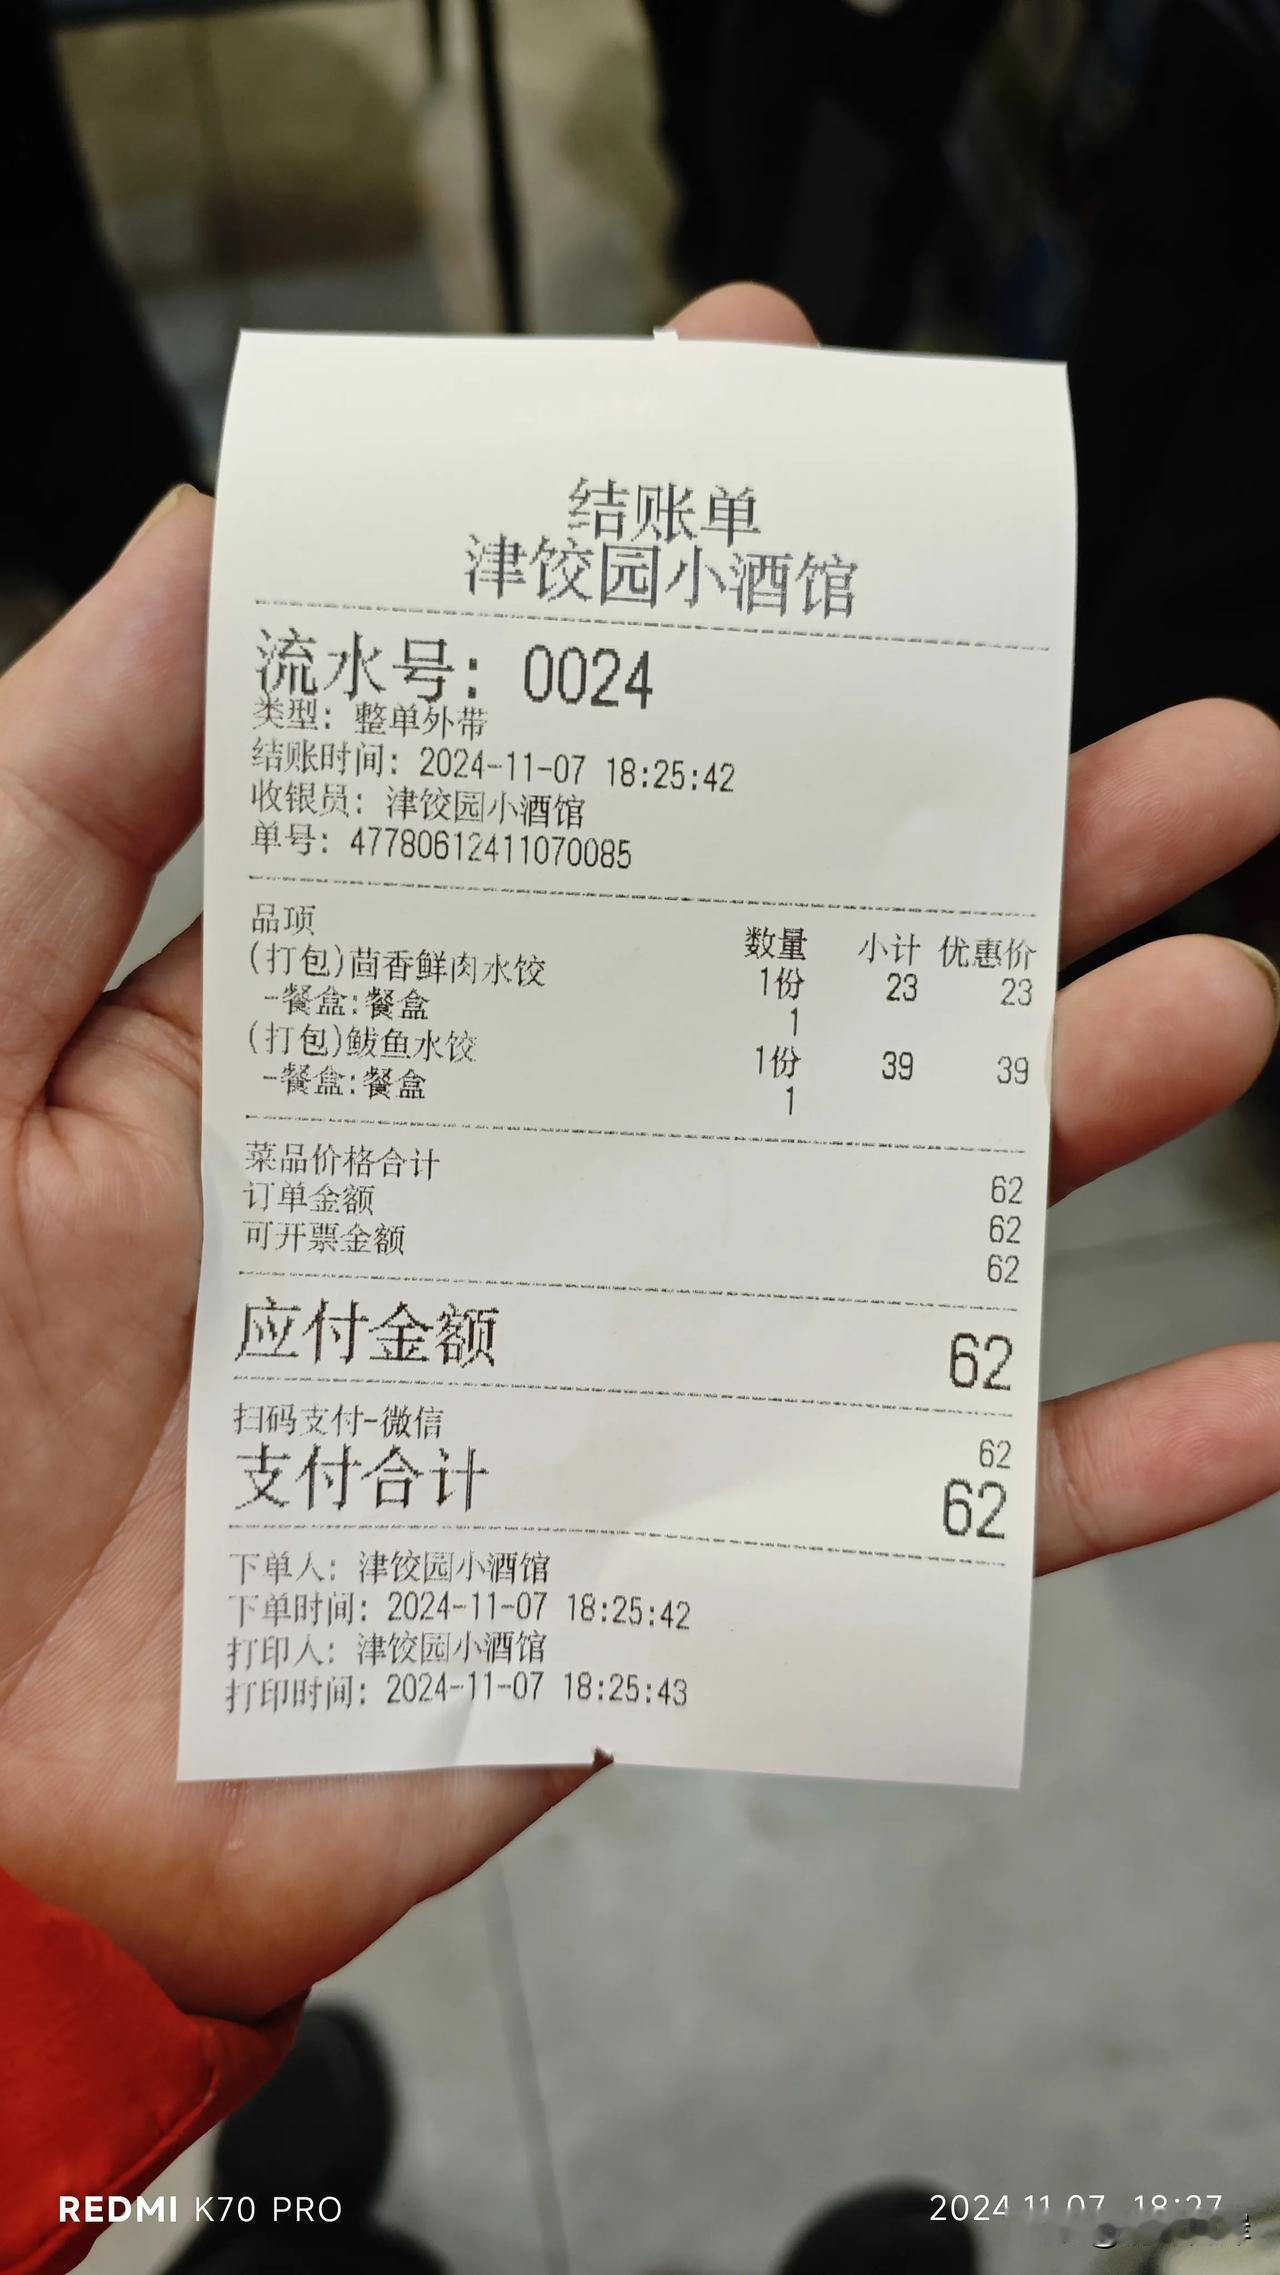 结账单
津饺园小酒馆
流水号: 0024
类型: 整单外带
结账时间: 2024-11-07 18:25:42
收银员: 津饺园小酒馆
单号: 47780612411070085
品项 数量 小计 优惠价
(打包)茴香鲜肉水饺 1份 23 23
-餐盒:餐盒 1
(打包)鲅鱼水饺 1份 39 39
-餐盒:餐盒 1
菜品价格合计 62
订单金额 62
可开票金额 62
应付金额 62
扫码支付-微信 62
支付合计 62
下单人: 津饺园小酒馆
下单时间: 2024-11-07 18:25:42
打印人: 津饺园小酒馆
打印时间: 2024-11-07 18:25:43
REDMI K70 PRO
2024 11 07 18:27